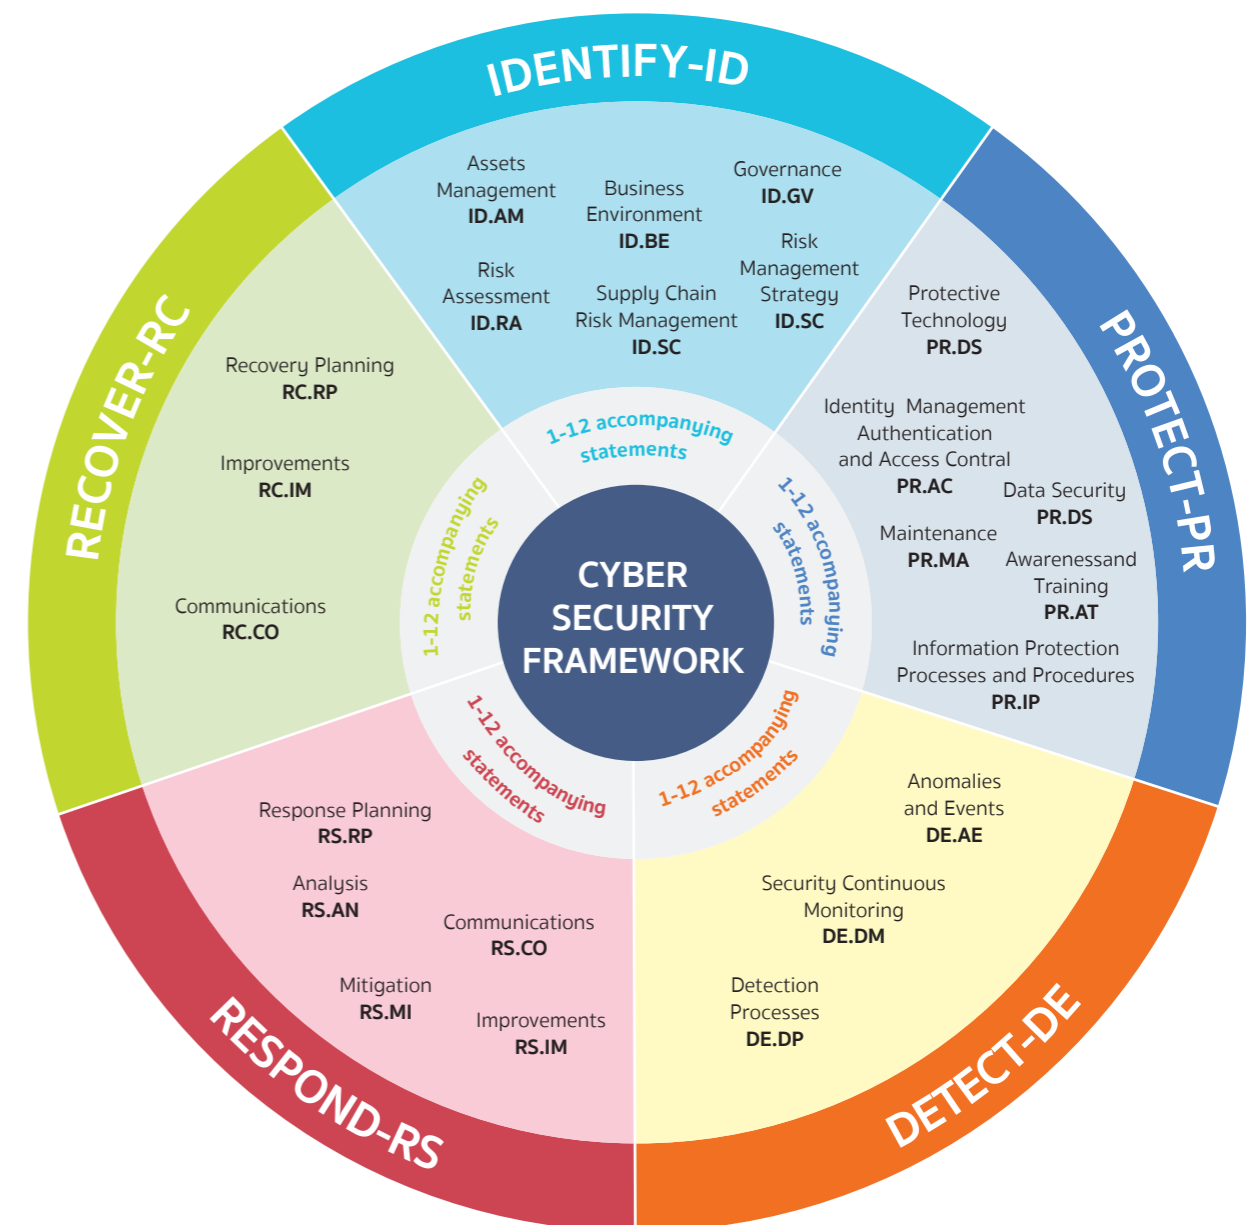 IDENTIFY-ID
Assets
Management
ID.AM
Business
Environment
ID.BE
Governance
ID.GV
Risk
Assessment
ID.RA
Supply Chain
Risk Management
ID.SC
Risk
Management
Strategy
ID.SC
1-12 accompanying
statements
PROTECT-PR
Protective
Technology
PR.DS
Identity Management
Authentication
and Access Contral
PR.AC
Data Security
PR.DS
Maintenance
PR.MA
Awarenessand
Training
PR.AT
Information Protection
Processes and Procedures
PR.IP
1-12 accompanying
statements
DETECT-DE
Anomalies
and Events
DE.AE
Security Continuous
Monitoring
DE.DM
Detection
Processes
DE.DP
1-12 accompanying
statements
RESPOND-RS
Response Planning
RS.RP
Analysis
RS.AN
Communications
RS.CO
Mitigation
RS.MI
Improvements
RS.IM
1-12 accompanying
statements
RECOVER-RC
Recovery Planning
RC.RP
Improvements
RC.IM
Communications
RC.CO
1-12 accompanying
statements
CYBER
SECURITY
FRAMEWORK